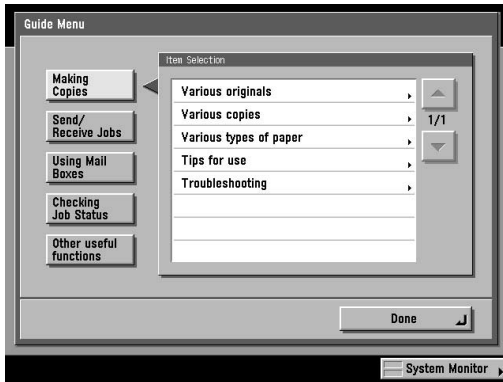 Guide Menu
Item Selection
Making
Copies
Send/
Receive Jobs
Using Mail
Boxes
Checking
Job Status
Other useful
functions
Various originals
Various copies
Various types of paper
Tips for use
Troubleshooting
1/1
Done
System Monitor